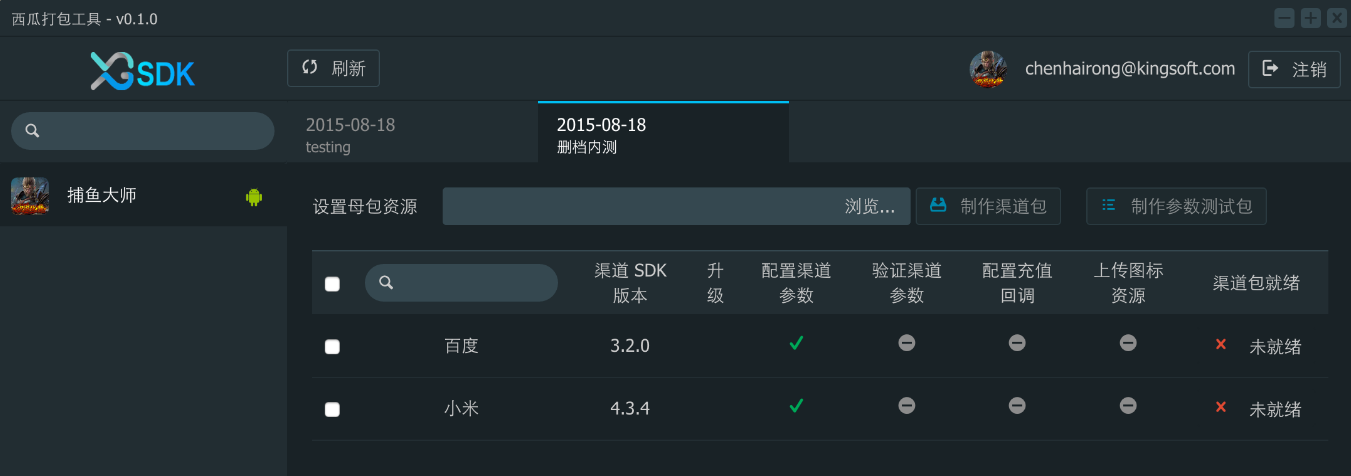 西瓜打包工具 - v0.1.0
XGSDK
刷新
chenhairong@kingsoft.com
注销
2015-08-18
testing
2015-08-18
删档内测
捕鱼大师
设置母包资源
浏览...
制作渠道包
制作参数测试包
渠道 SDK
版本
升
级
配置渠道
参数
验证渠道
参数
配置充值
回调
上传图标
资源
渠道包就绪
百度
3.2.0
未就绪
小米
4.3.4
未就绪